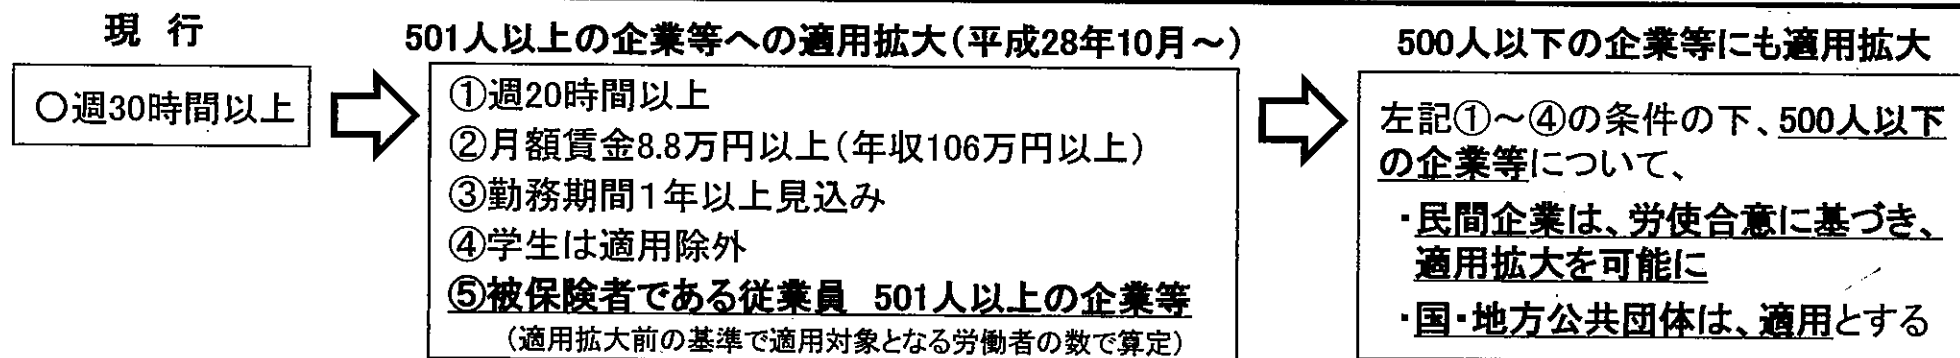 現 行
○週30時間以上
501人以上の企業等への適用拡大(平成28年10月～)
①週20時間以上
②月額賃金8.8万円以上(年収106万円以上)
③勤務期間1年以上見込み
④学生は適用除外
⑤被保険者である従業員 501人以上の企業等
(適用拡大前の基準で適用対象となる労働者の数で算定)
500人以下の企業等にも適用拡大
左記①～④の条件の下、500人以下
の企業等について、
・民間企業は、労使合意に基づき、
適用拡大を可能に
・国・地方公共団体は、適用とする